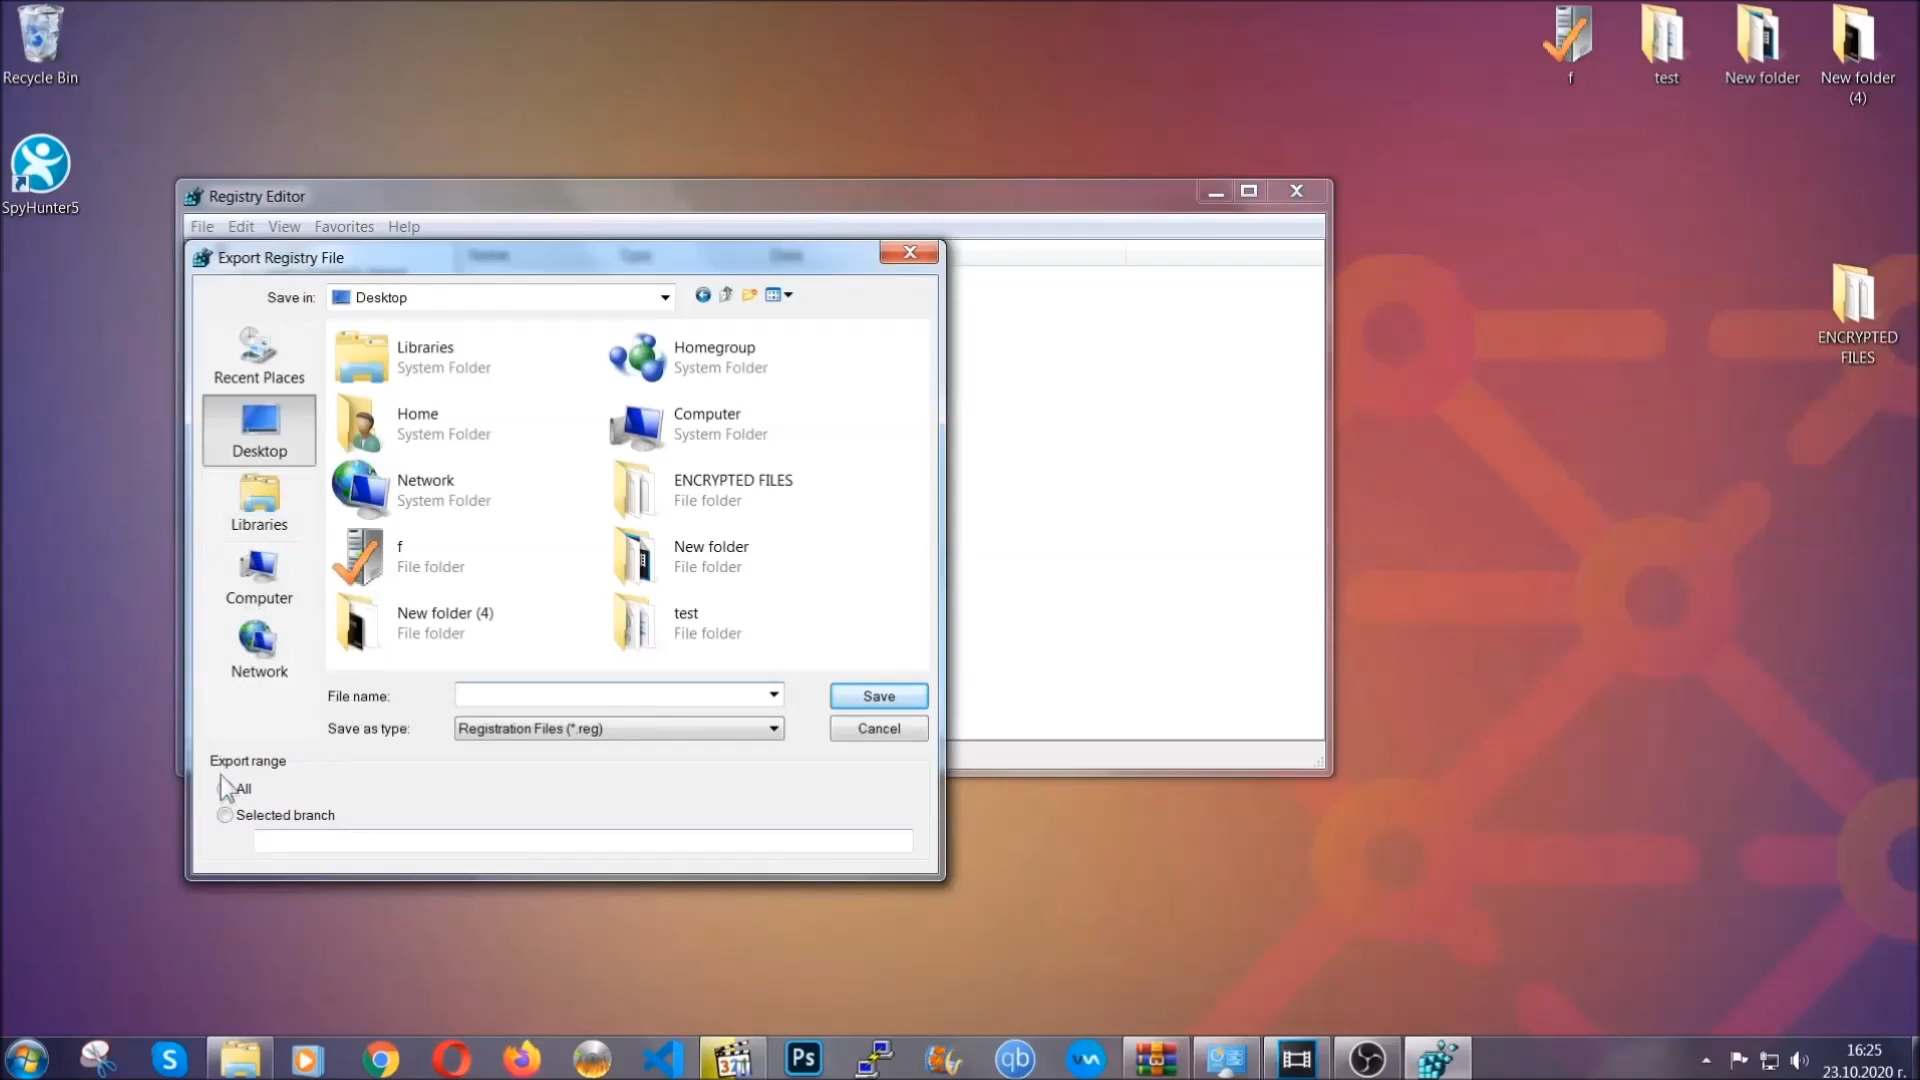 Recycle Bin
SpyHunter5
f
test
New folder
New folder
(4)
ENCRYPTED
FILES
Registry Editor
File Edit View Favorites Help
Export Registry File
Save in: Desktop
Recent Places
Desktop
Libraries
Computer
Network
Libraries
System Folder
Homegroup
System Folder
Home
System Folder
Computer
System Folder
Network
System Folder
ENCRYPTED FILES
File folder
f
File folder
New folder
File folder
New folder (4)
File folder
test
File folder
File name:
Save
Save as type: Registration Files (*.reg)
Cancel
Export range
All
Selected branch
S
321
Ps
qb
16:25
23.10.2020 г.